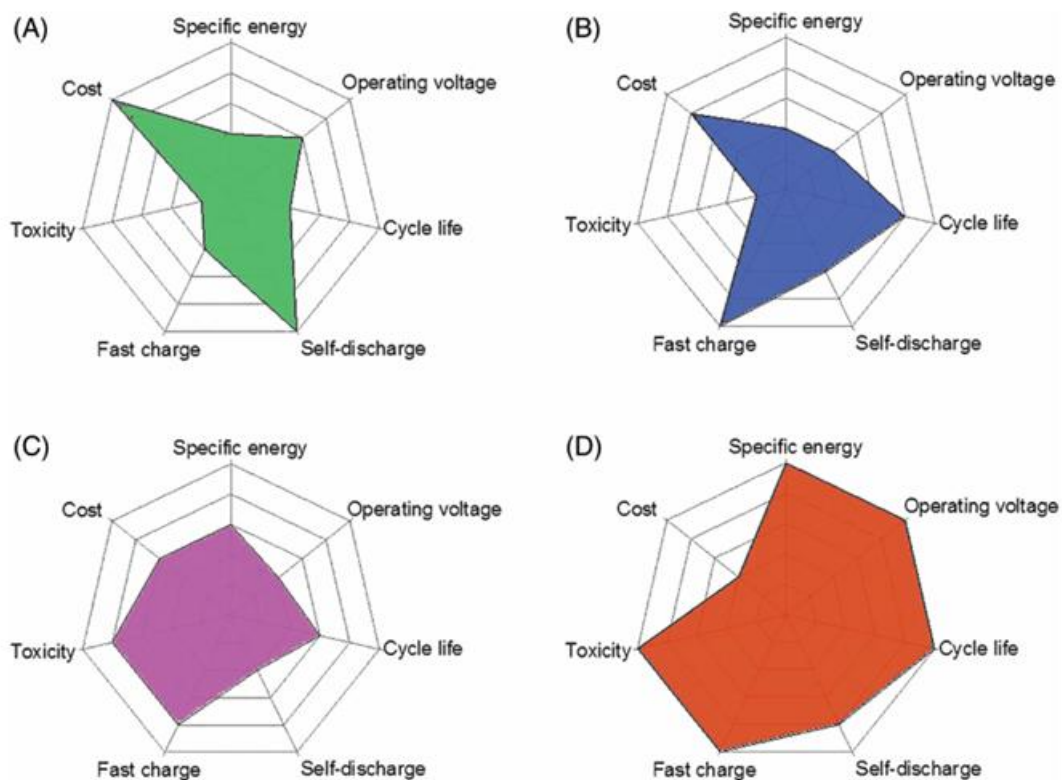 (A)
Specific energy
Operating voltage
Cycle life
Self-discharge
Fast charge
Toxicity
Cost
(B)
Specific energy
Operating voltage
Cycle life
Self-discharge
Fast charge
Toxicity
Cost
(C)
Specific energy
Operating voltage
Cycle life
Self-discharge
Fast charge
Toxicity
Cost
(D)
Specific energy
Operating voltage
Cycle life
Self-discharge
Fast charge
Toxicity
Cost